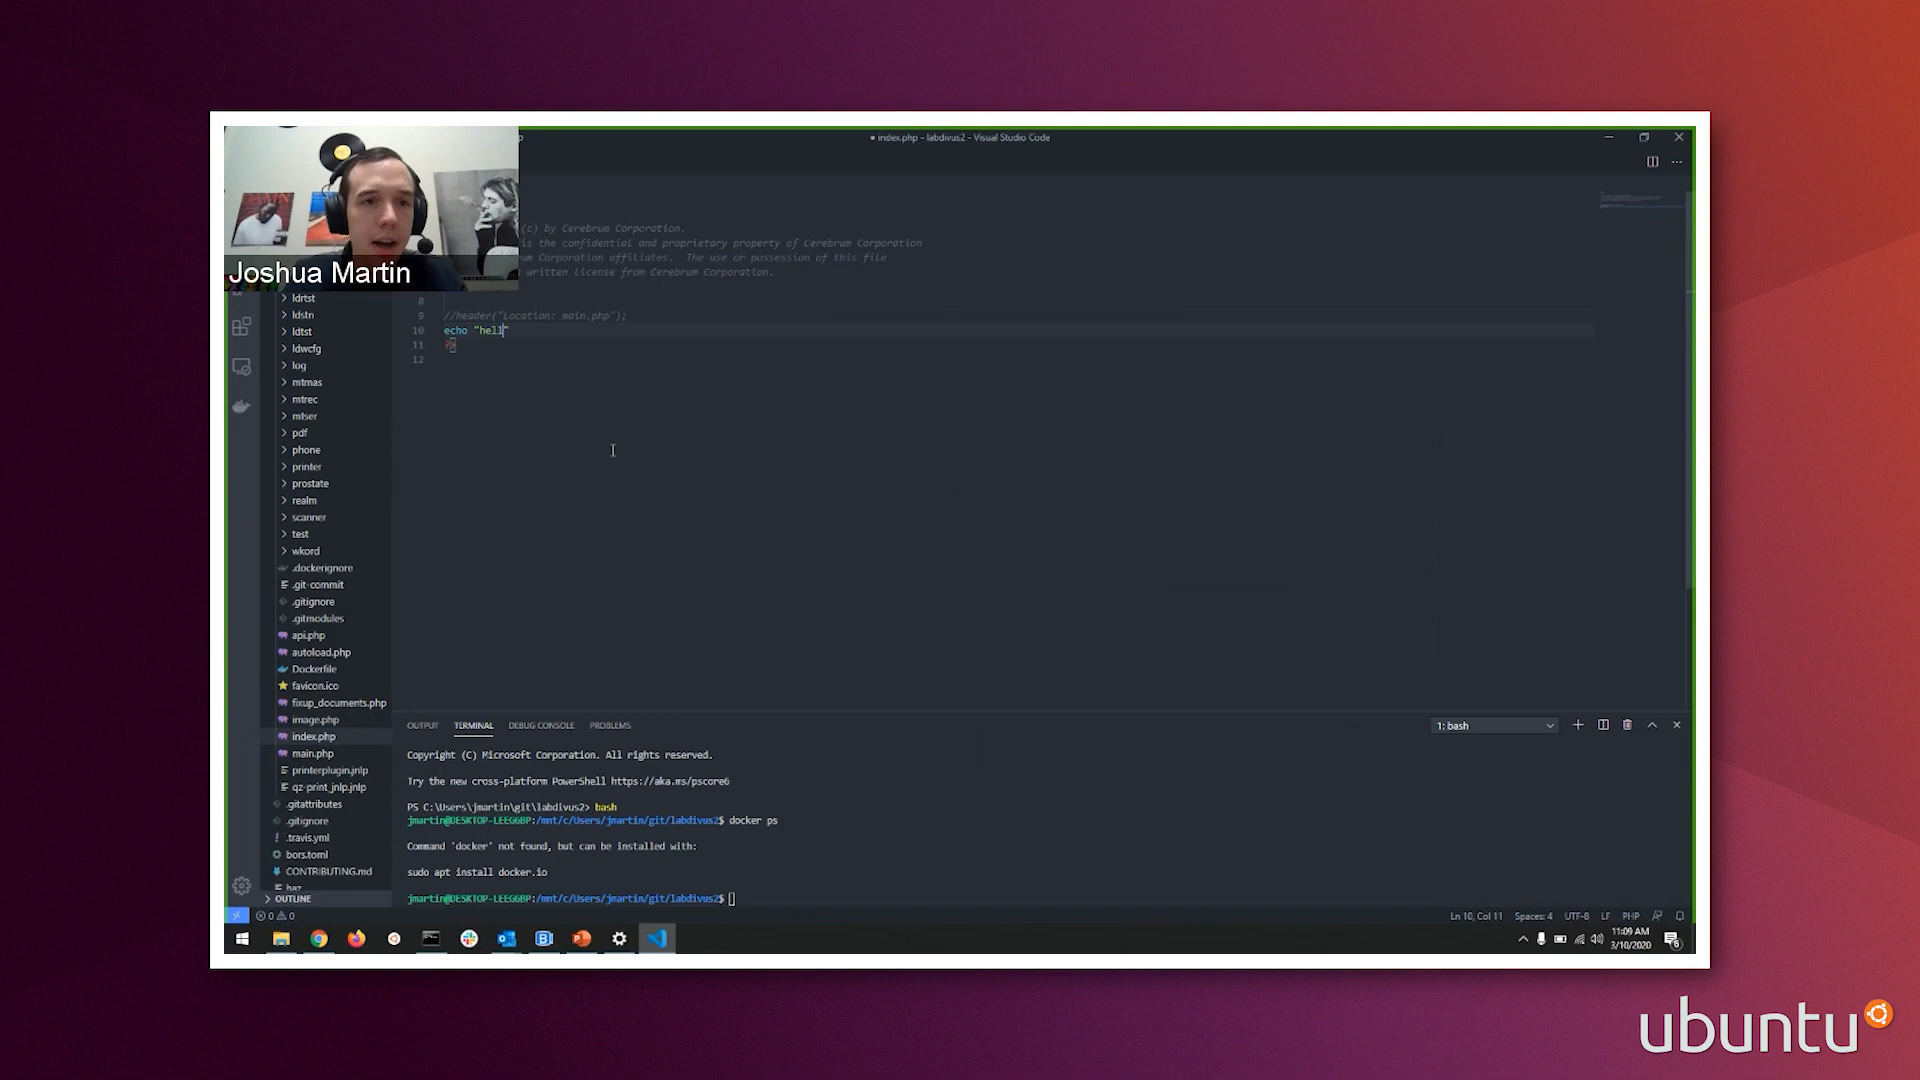 index.php - labdivus2 - Visual Studio Code
Joshua Martin
(c) by Cerebrum Corporation.
is the confidential and proprietary property of Cerebrum Corporation
um Corporation affiliates. The use or possession of this file
written license from Cerebrum Corporation.
8
9 //header("Location: main.php");
10 echo "hell"
11 ?>
12
ldrtst
ldstn
ldtst
ldwcfg
log
mtmas
mtrec
mtser
pdf
phone
printer
prostate
realm
scanner
test
wkord
.dockerignore
.git-commit
.gitignore
.gitmodules
api.php
autoload.php
Dockerfile
favicon.ico
fixup_documents.php
image.php
index.php
main.php
printerplugin.jnlp
qz-print_jnlp.jnlp
.gitattributes
.gitignore
.travis.yml
bors.toml
CONTRIBUTING.md
OUTLINE
OUTPUT TERMINAL DEBUG CONSOLE PROBLEMS 1: bash
Copyright (C) Microsoft Corporation. All rights reserved.
Try the new cross-platform PowerShell https://aka.ms/pscore6
PS C:\Users\jmartin\git\labdivus2> bash
jmartin@DESKTOP-LEEG6BP:/mnt/c/Users/jmartin/git/labdivus2$ docker ps
Command 'docker' not found, but can be installed with:
sudo apt install docker.io
jmartin@DESKTOP-LEEG6BP:/mnt/c/Users/jmartin/git/labdivus2$
0 0 Ln 10, Col 11 Spaces: 4 UTF-8 LF PHP
11:09 AM
3/10/2020
6
ubuntu